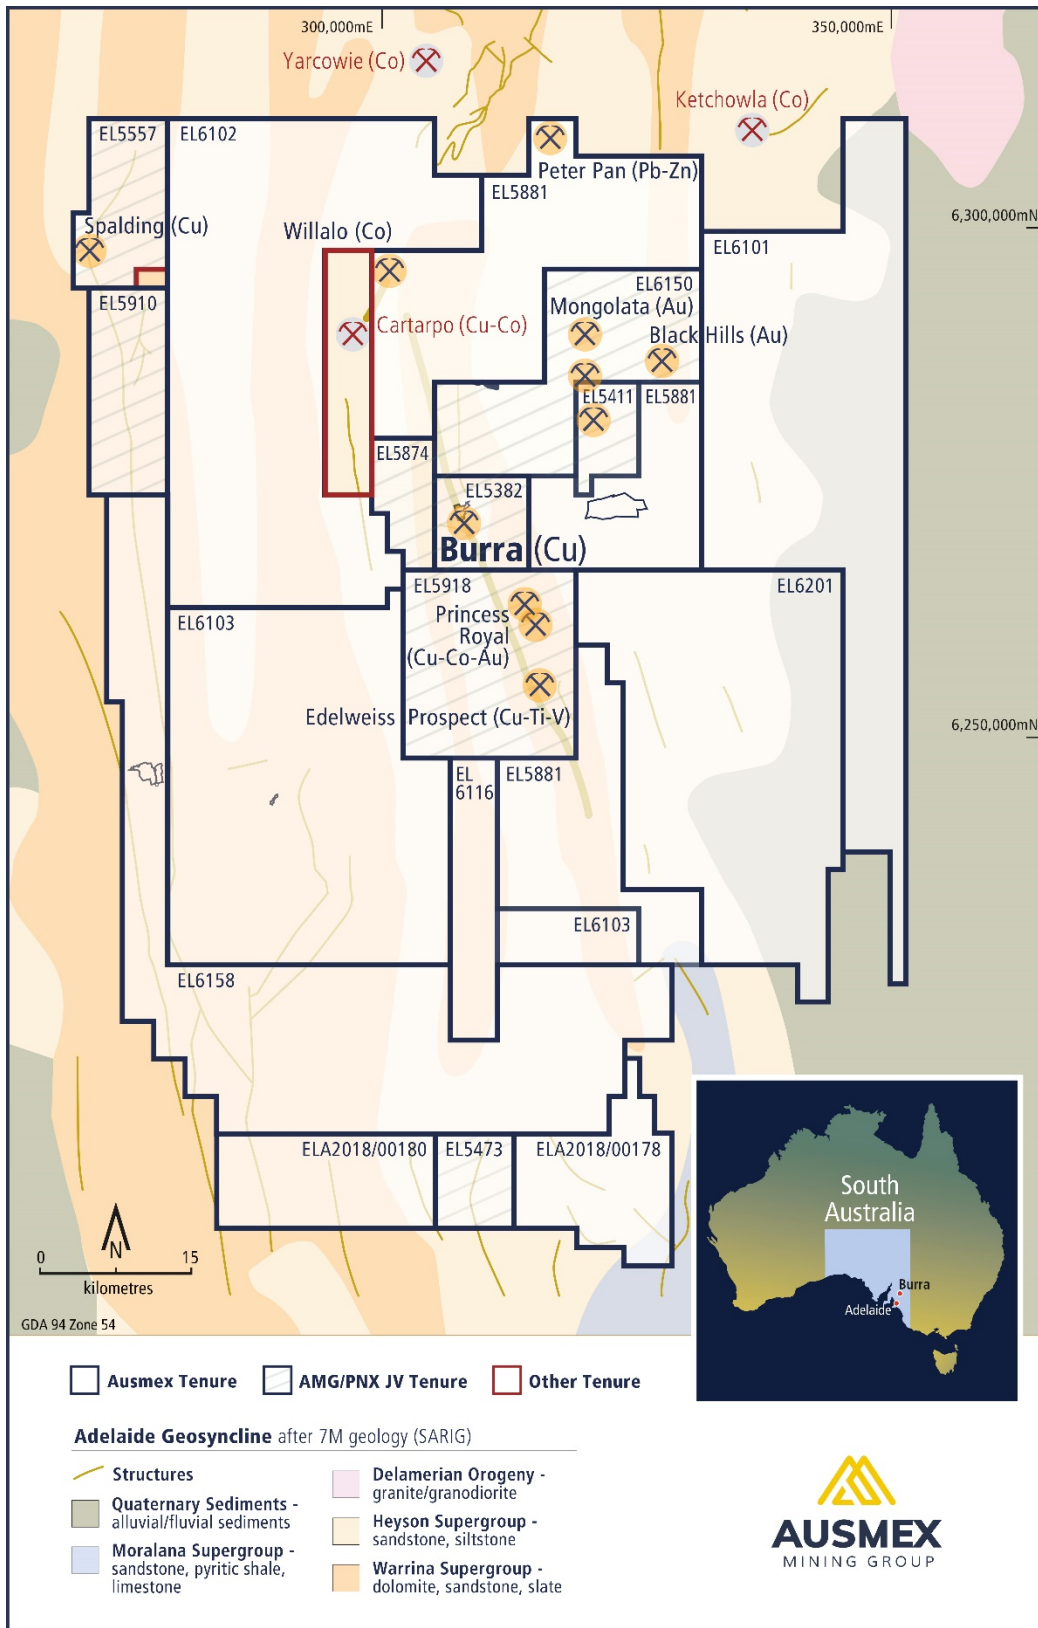 300,000mE
350,000mE
Yarcowie (Co)
Ketchowla (Co)
EL5557
EL6102
Peter Pan (Pb-Zn)
EL5881
Spalding (Cu)
Willalo (Co)
6,300,000mN
EL6101
EL6150
EL5910
Mongolata (Au)
Cartarpo (Cu-Co)
Black Hills (Au)
EL5411
EL5881
EL5874
EL5382
Burra (Cu)
EL5918
EL6201
EL6103
Princess
Royal
(Cu-Co-Au)
Edelweiss Prospect (Cu-Ti-V)
6,250,000mN
EL
6116
EL5881
EL6103
EL6158
ELA2018/00180
EL5473
ELA2018/00178
N
0
15
kilometres
GDA 94 Zone 54
South
Australia
Burra
Adelaide
Ausmex Tenure
AMG/PNX JV Tenure
Other Tenure
Adelaide Geosyncline after 7M geology (SARIG)
Structures
Quaternary Sediments -
alluvial/fluvial sediments
Moralana Supergroup -
sandstone, pyritic shale,
limestone
Delamerian Orogeny -
granite/granodiorite
Heyson Supergroup -
sandstone, siltstone
Warrina Supergroup -
dolomite, sandstone, slate
AUSMEX
MINING GROUP